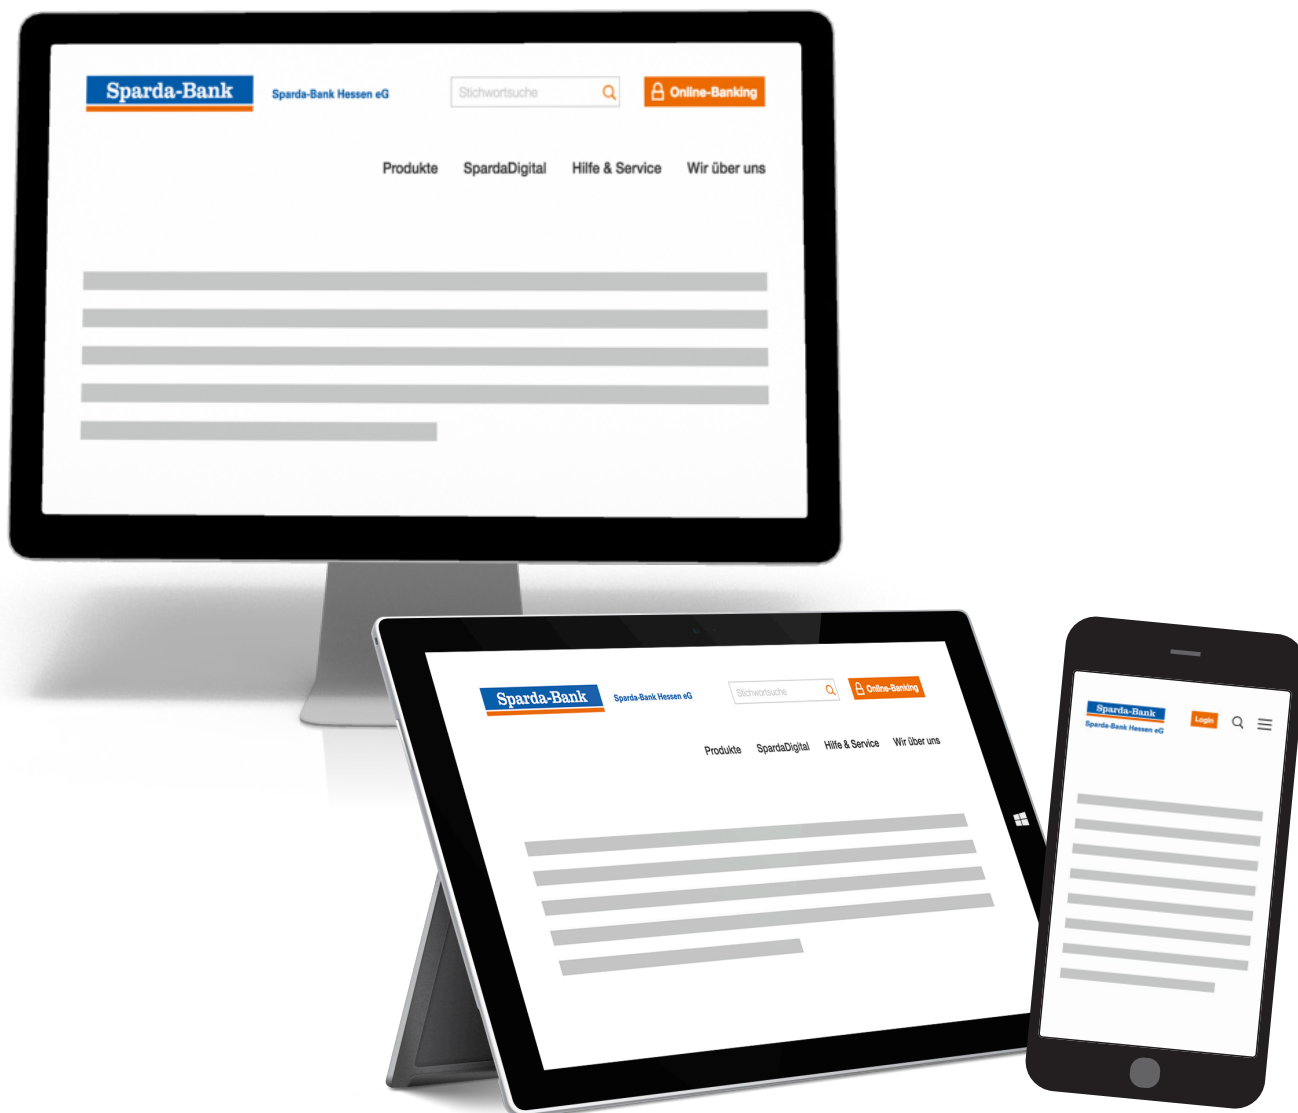 Sparda-Bank Sparda-Bank Hessen eG Stichwortsuche Online-Banking
Produkte SpardaDigital Hilfe & Service Wir über uns
Sparda-Bank Sparda-Bank Hessen eG Stichwortsuche Online-Banking
Produkte SpardaDigital Hilfe & Service Wir über uns
Sparda-Bank Login
Sparda-Bank Hessen eG